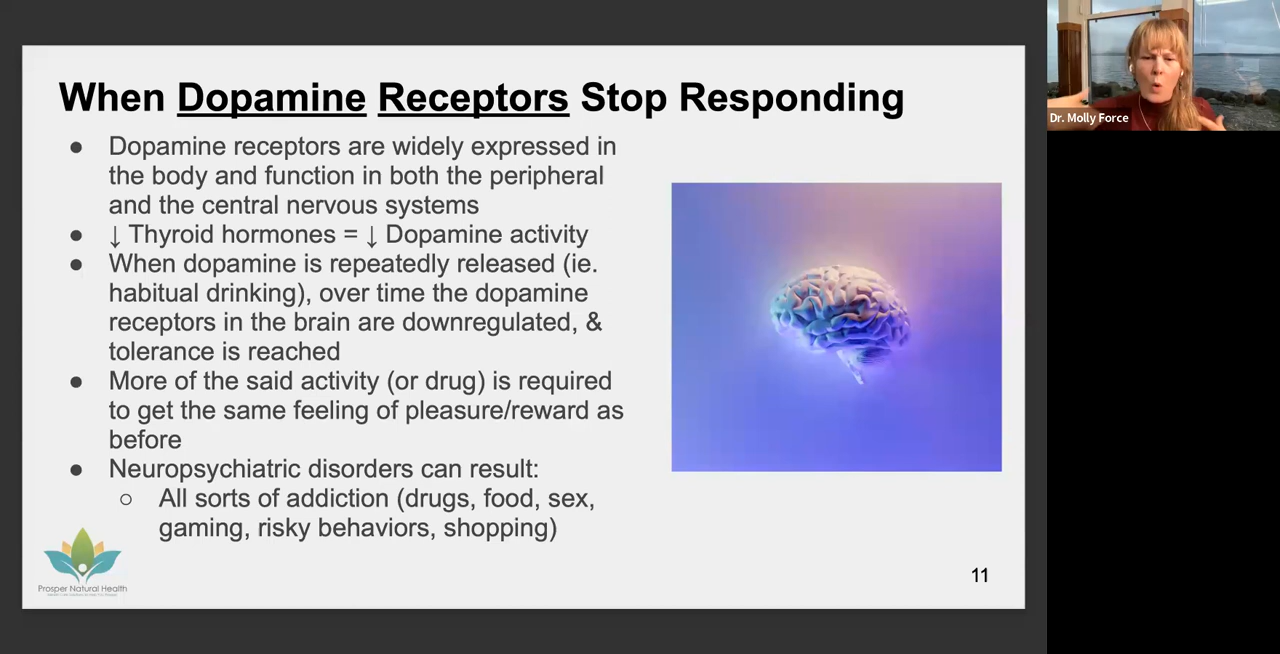 When Dopamine Receptors Stop Responding
● Dopamine receptors are widely expressed in
the body and function in both the peripheral
and the central nervous systems
● ↓ Thyroid hormones = ↓ Dopamine activity
● When dopamine is repeatedly released (ie.
habitual drinking), over time the dopamine
receptors in the brain are downregulated, &
tolerance is reached
● More of the said activity (or drug) is required
to get the same feeling of pleasure/reward as
before
● Neuropsychiatric disorders can result:
○ All sorts of addiction (drugs, food, sex,
gaming, risky behaviors, shopping)
Prosper Natural Health
11
Dr. Molly Force